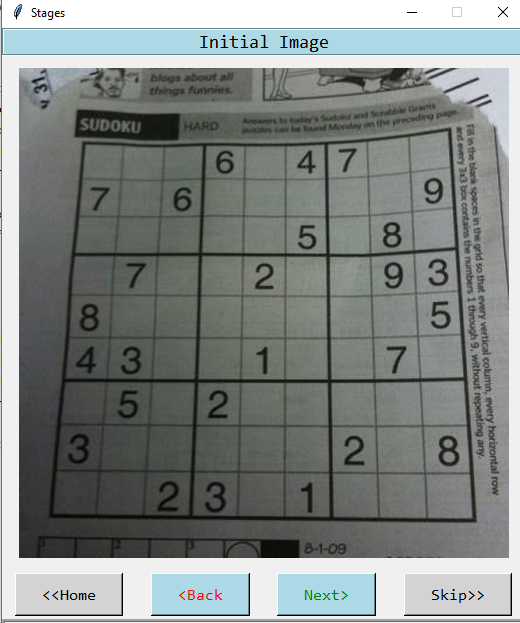 Stages
Initial Image
31.
blogs about all
things funnies.
SUDOKU HARD
Answers to today's Sudoku and Scrabble Grams
puzzles can be found Monday on the preceding page.
Fill in the blank spaces in the grid so that every vertical column, every horizontal row
and every 3x3 box contains the numbers 1 through 9, without repeating any.
6 4 7
7 6 9
5 8
7 2 9 3
8 5
4 3 1 7
5 2
3 2 8
2 3 1
1 2 3
8-1-09
<<Home <Back Next> Skip>>